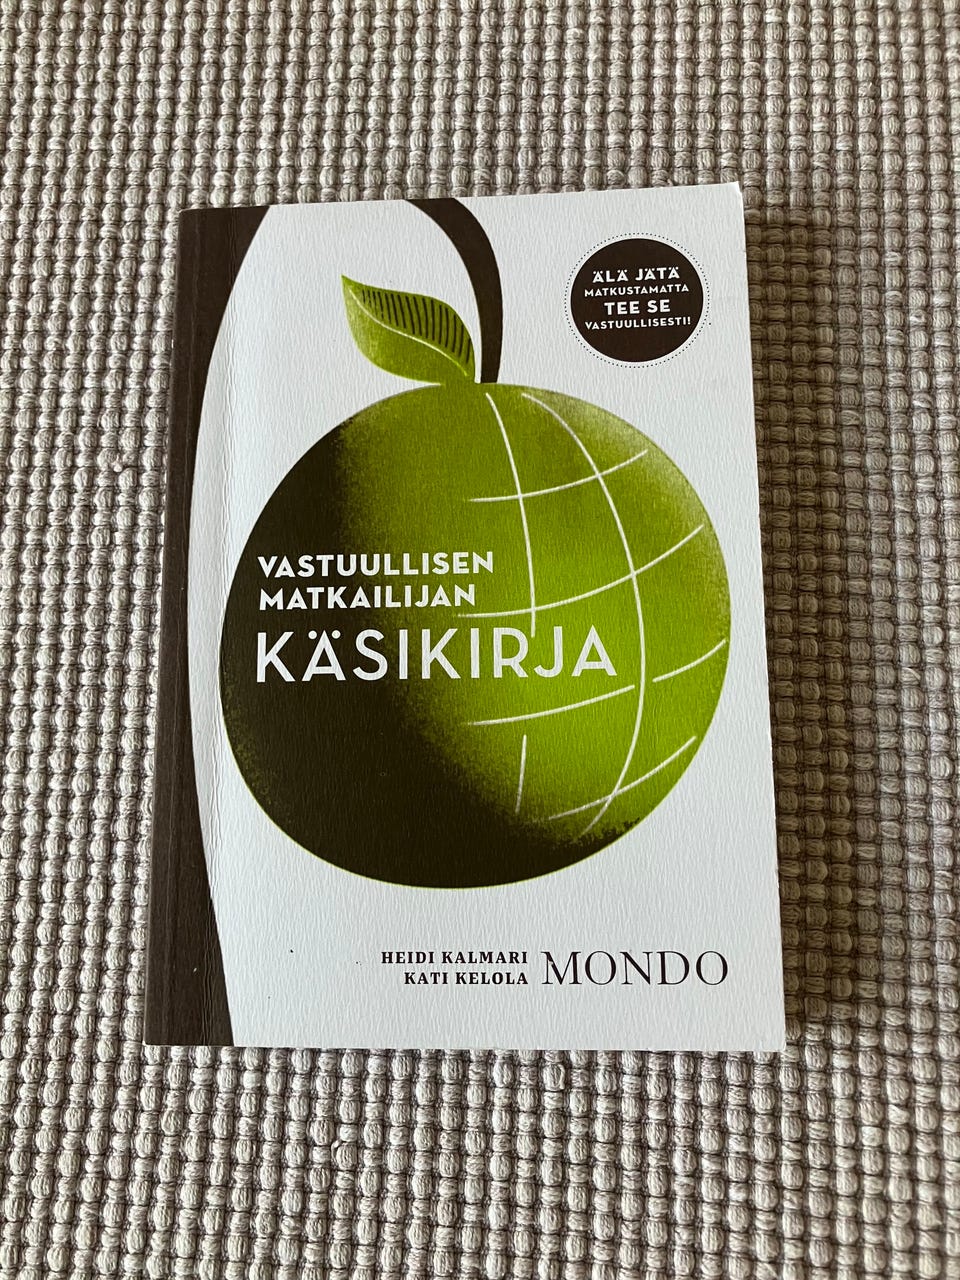 ÄLÄ JÄTÄ
MATKUSTAMATTA
TEE SE
VASTUULLISESTI!
VASTUULLISEN
MATKAILIJAN
KÄSIKIRJA
HEIDI KALMARI
KATI KELOLA
MONDO